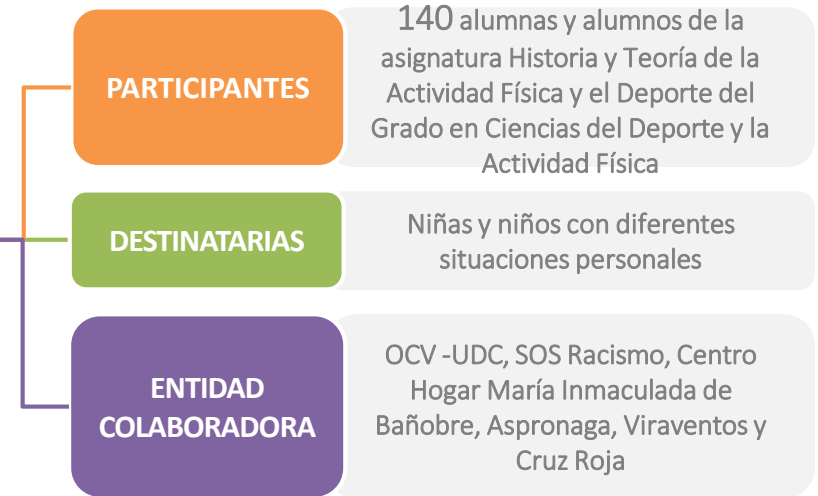 PARTICIPANTES
140 alumnas y alumnos de la
asignatura Historia y Teoría de la
Actividad Física y el Deporte del
Grado en Ciencias del Deporte y la
Actividad Física
DESTINATARIAS
Niñas y niños con diferentes
situaciones personales
ENTIDAD
COLABORADORA
OCV -UDC, SOS Racismo, Centro
Hogar María Inmaculada de
Bañobre, Aspronaga, Viraventos y
Cruz Roja